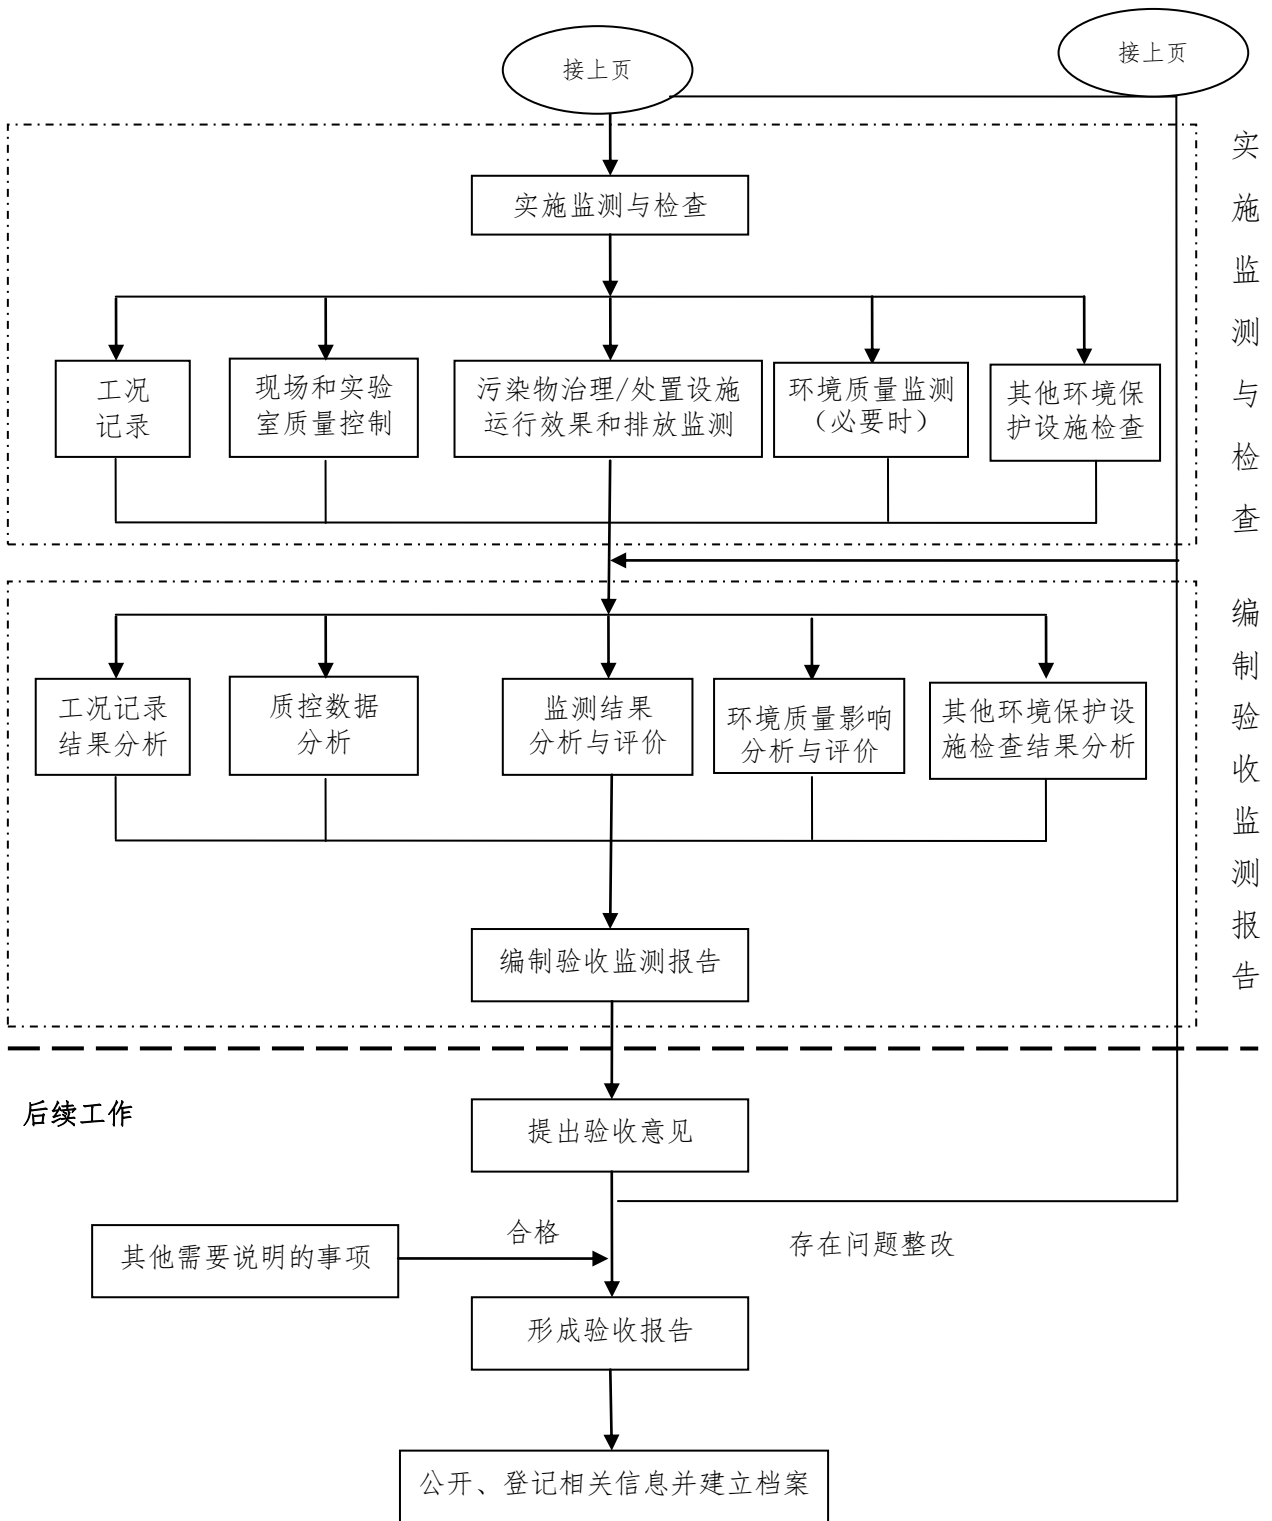 接上页
接上页
实施监测与检查
实施监测与检查
工况
记录
现场和实验
室质量控制
污染物治理/处置设施
运行效果和排放监测
环境质量监测
（必要时）
其他环境保
护设施检查
编制验收监测报告
工况记录
结果分析
质控数据
分析
监测结果
分析与评价
环境质量影响
分析与评价
其他环境保护设
施检查结果分析
编制验收监测报告
后续工作
提出验收意见
合格
存在问题整改
其他需要说明的事项
形成验收报告
公开、登记相关信息并建立档案